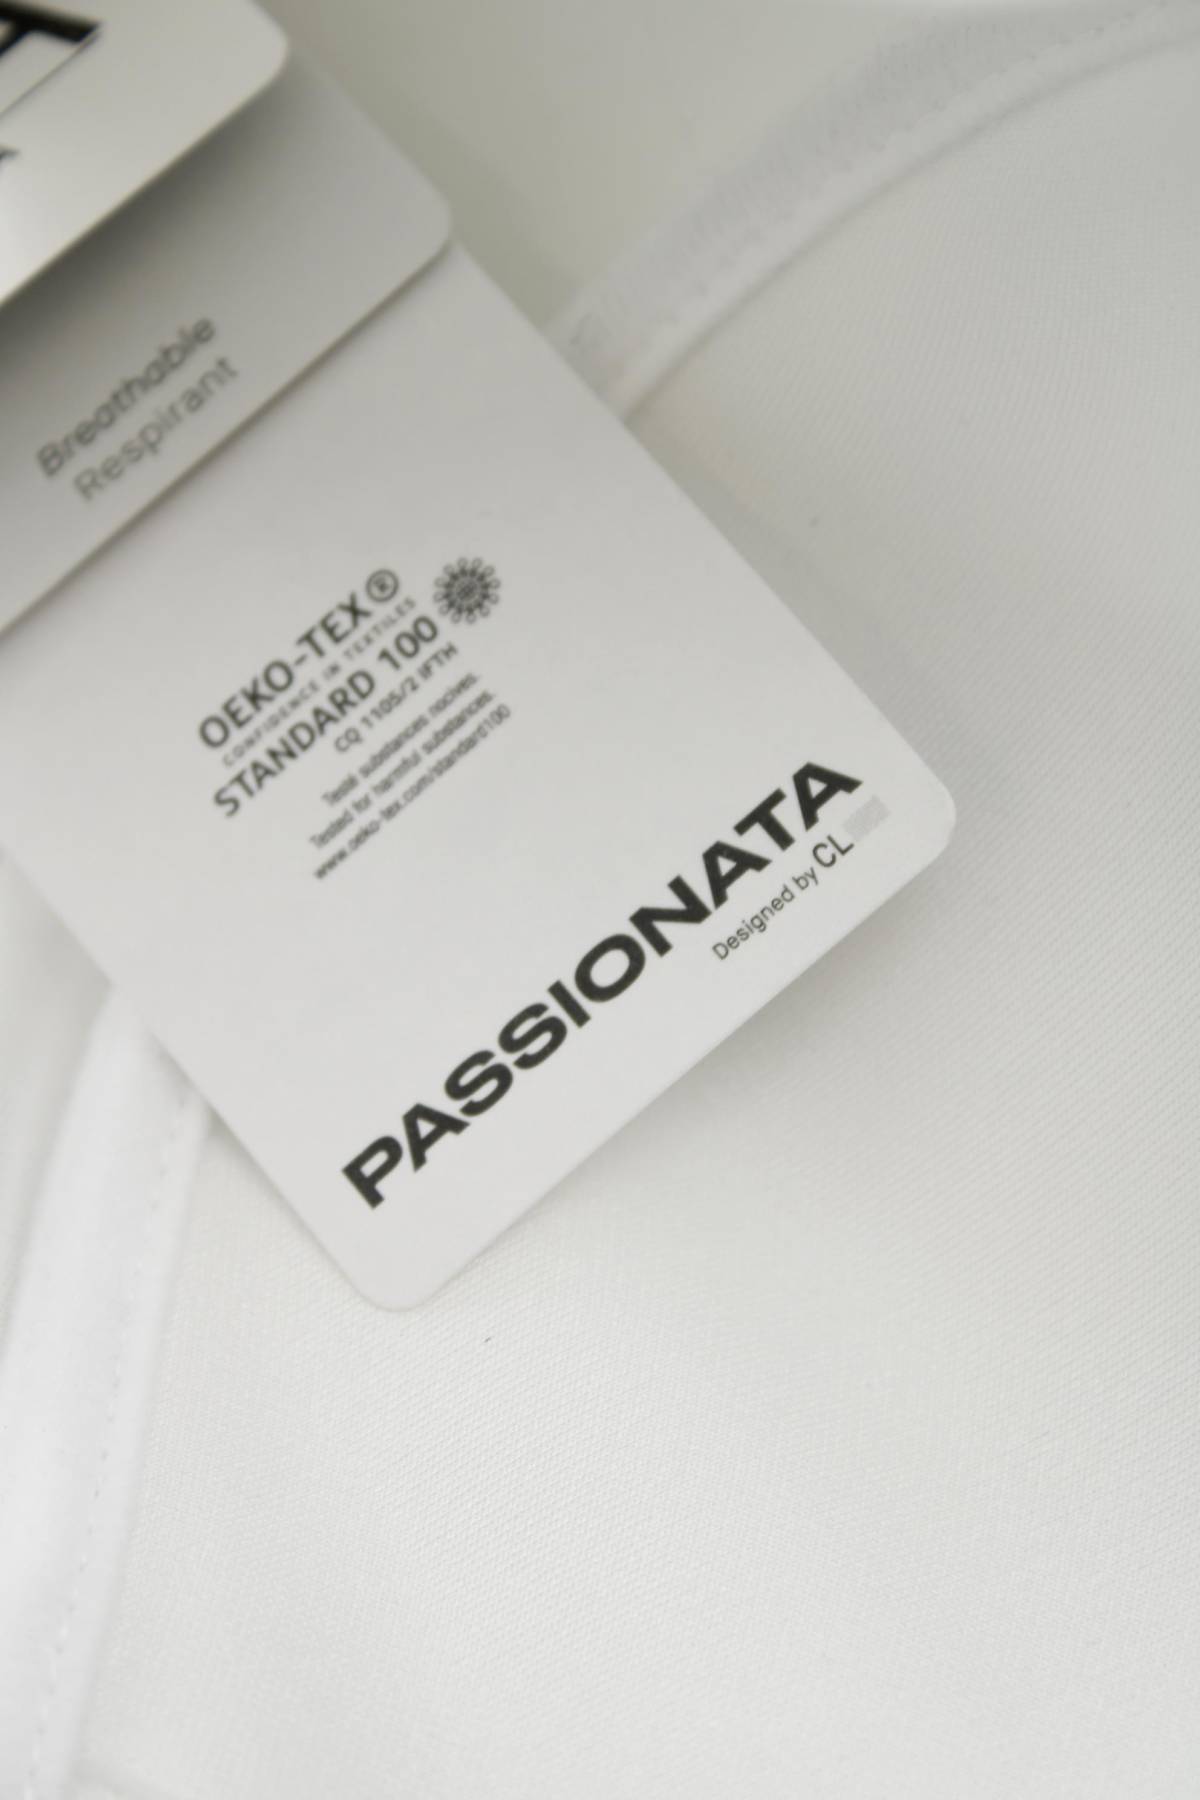 Breathable
Respirant
OEKO-TEX®
CONFIDENCE IN TEXTILES
STANDARD 100
CQ 1105/2 IFTH
Testé substances nocives.
Tested for harmful substances.
www.oeko-tex.com/standard100
PASSIONATA
Designed by CL